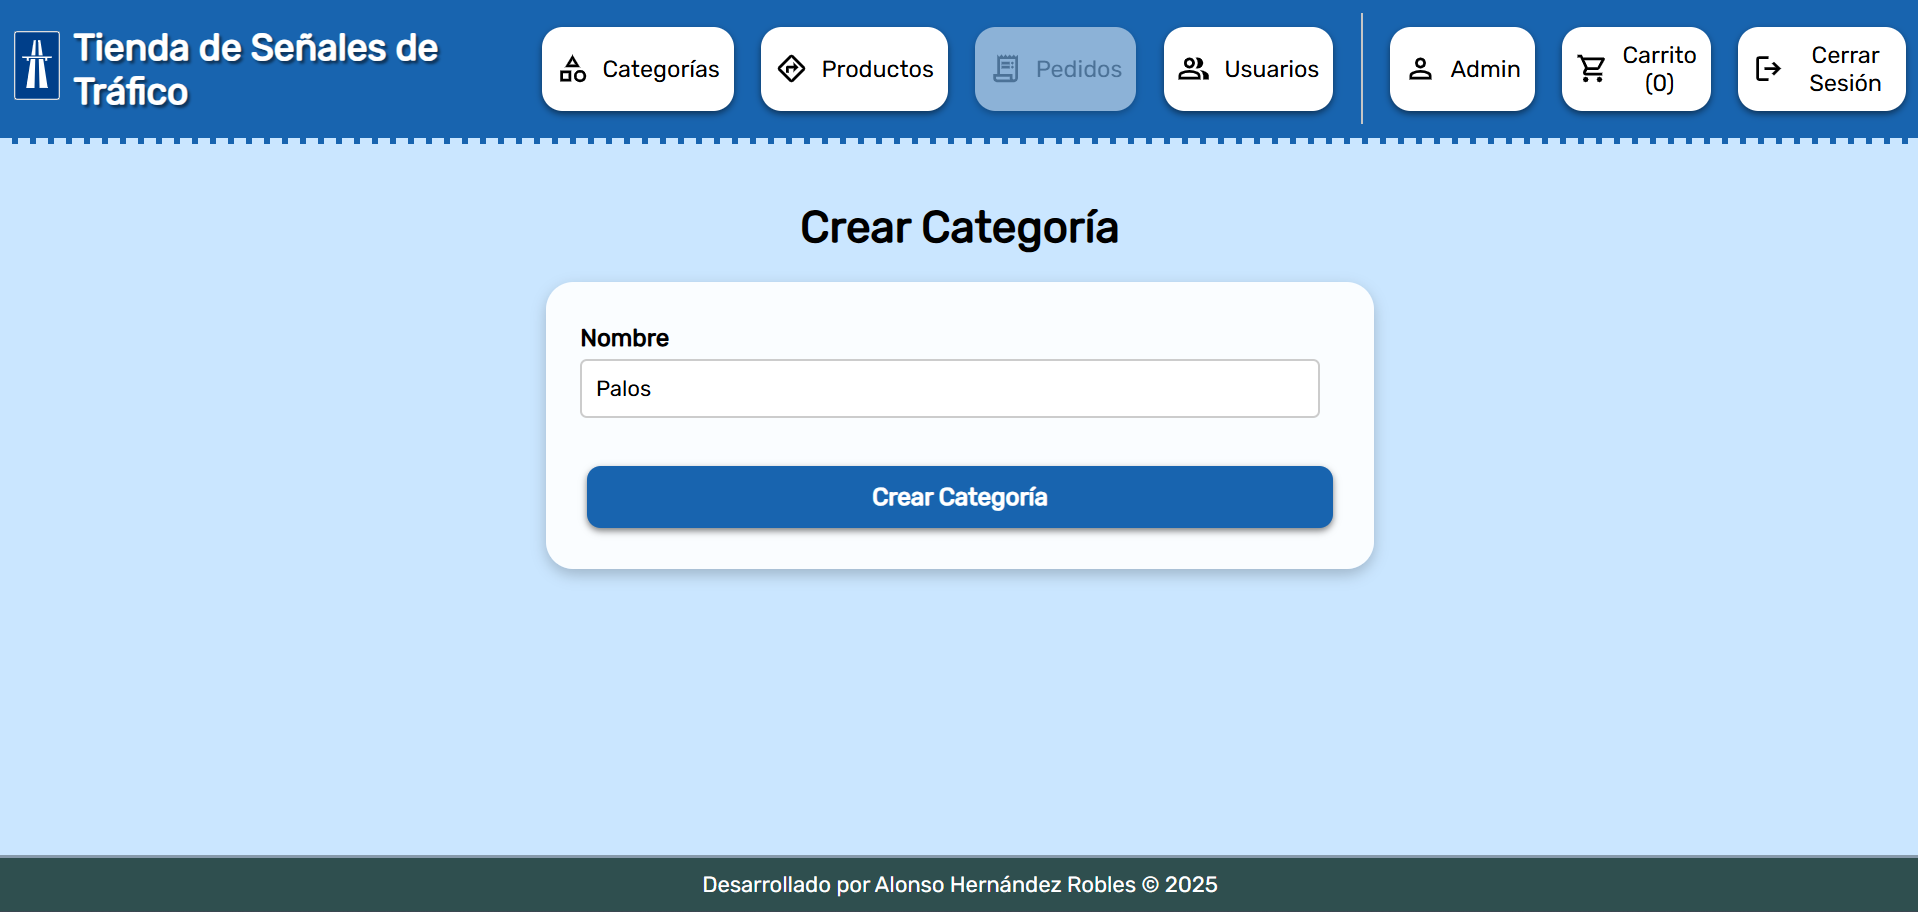 Tienda de Señales de
Tráfico
Categorías
Productos
Pedidos
Usuarios
Admin
Carrito
(0)
Cerrar
Sesión
Crear Categoría
Nombre
Palos
Crear Categoría
Desarrollado por Alonso Hernández Robles © 2025